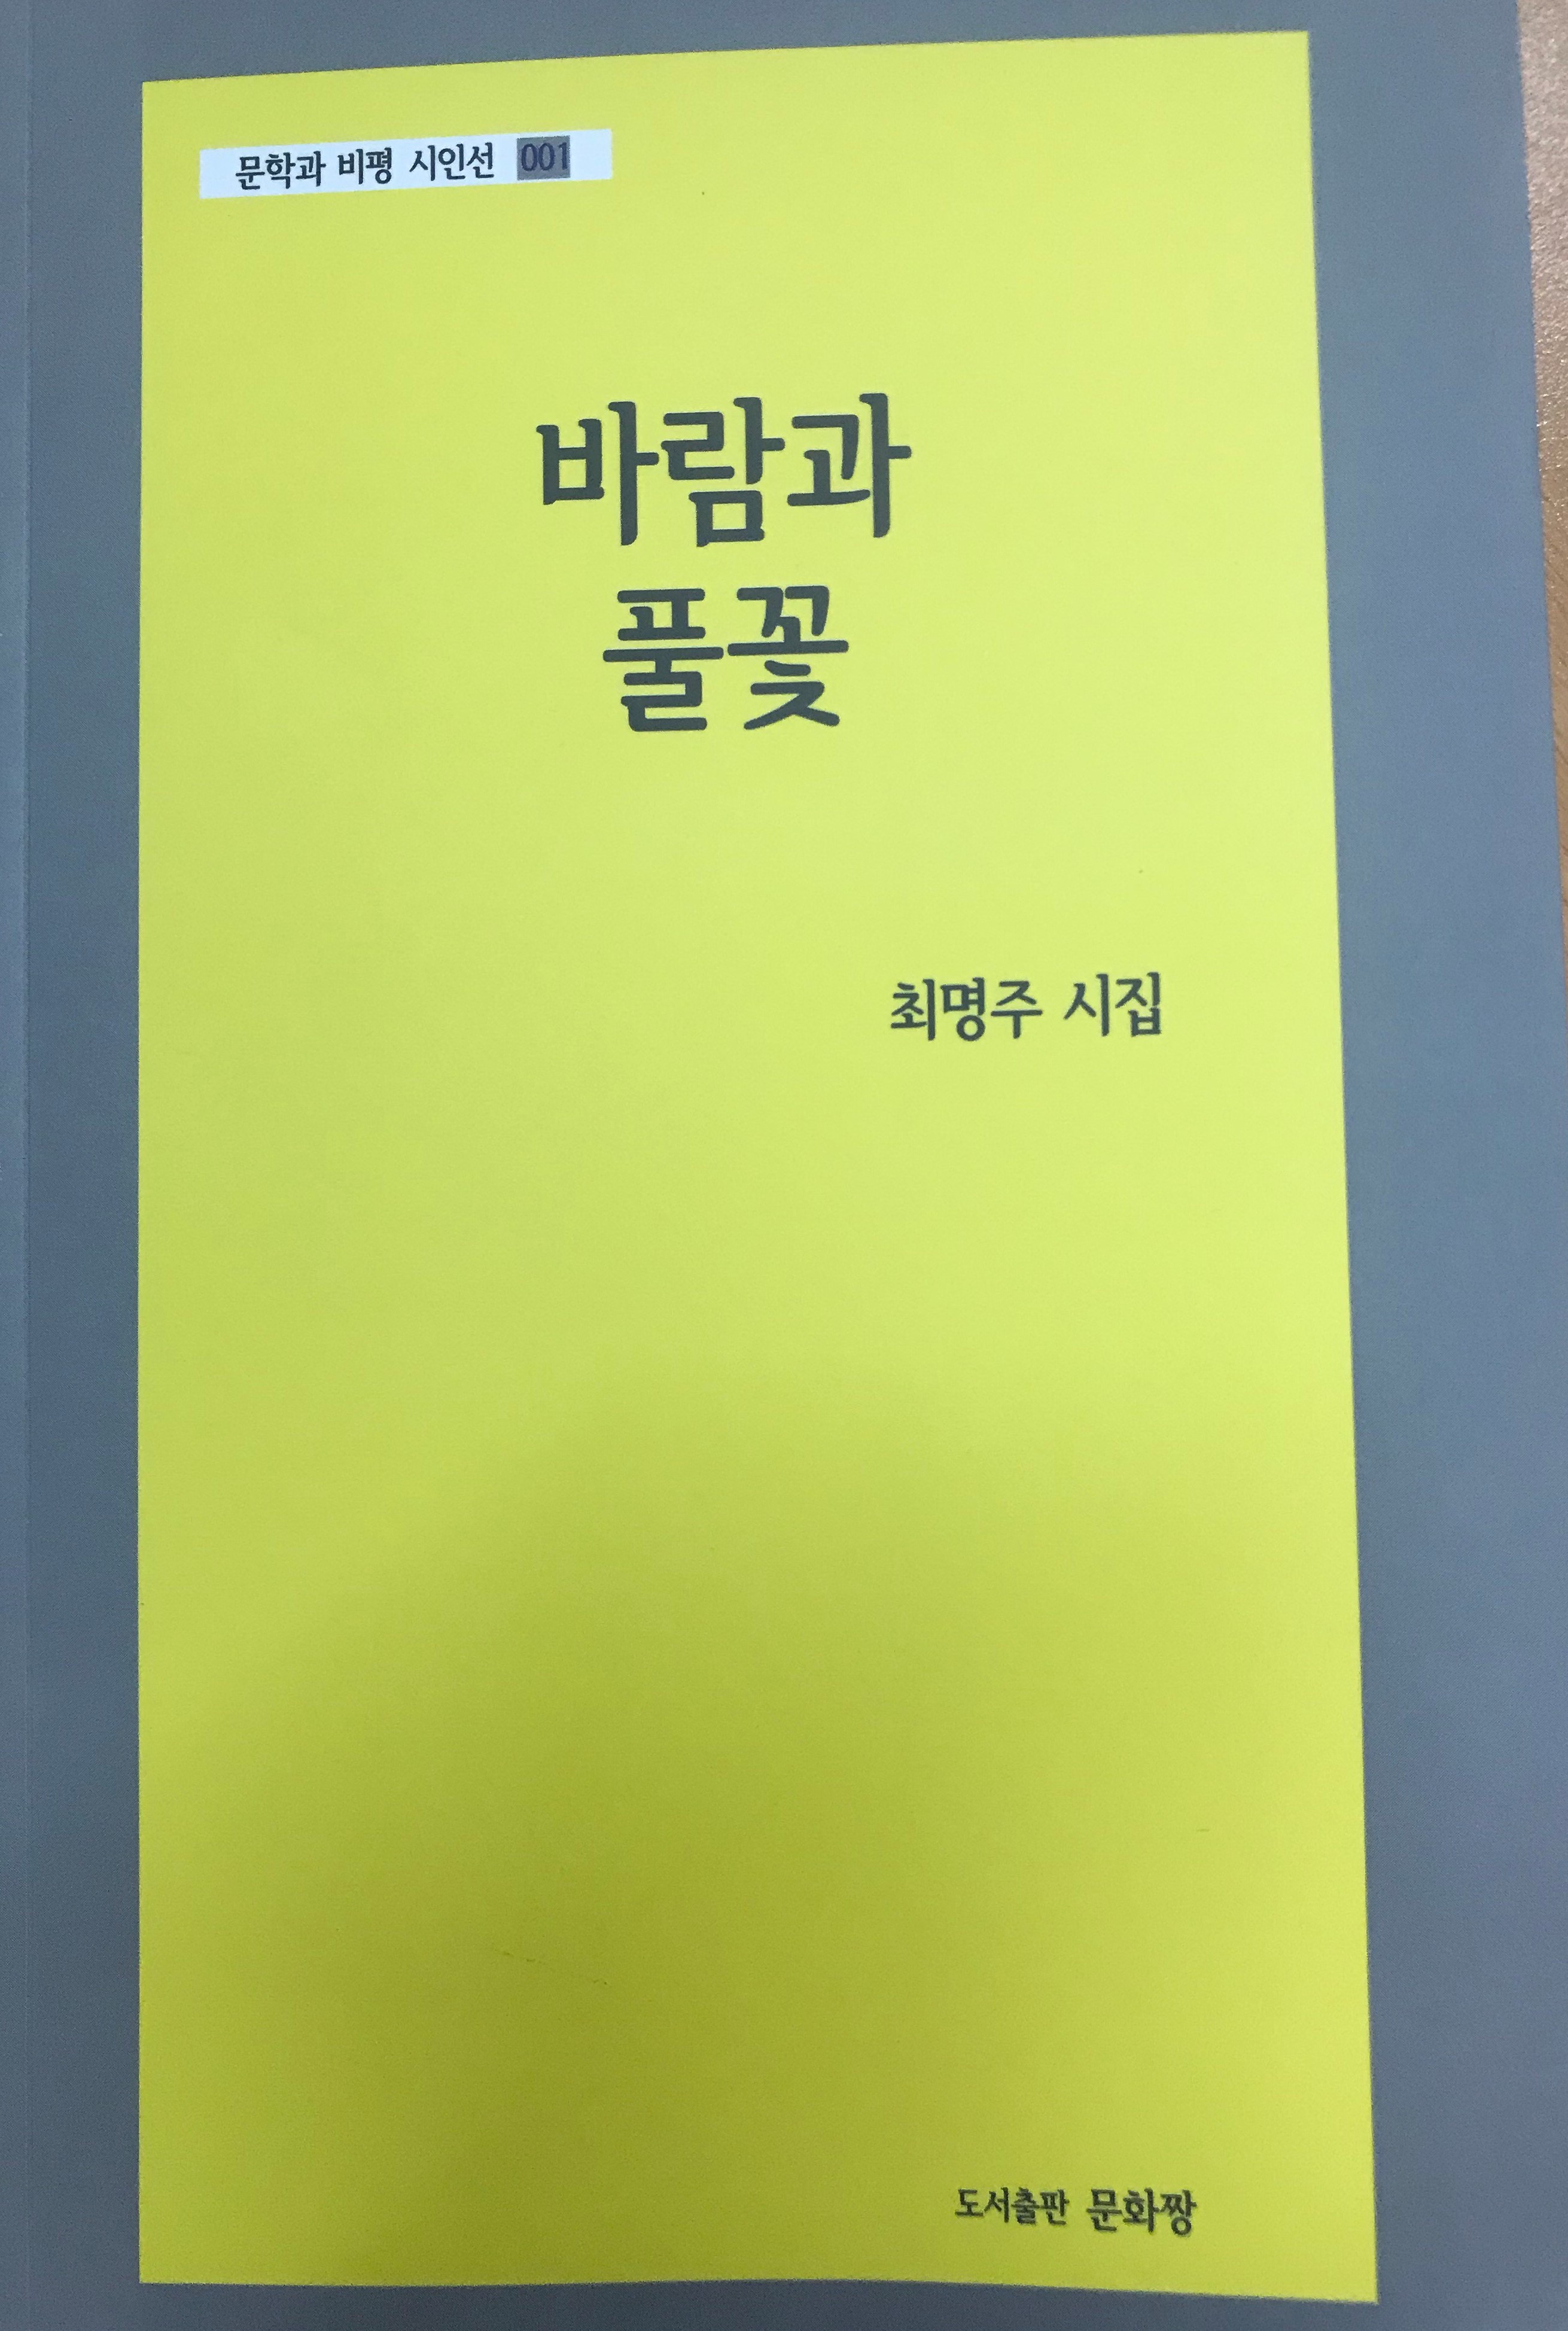 문학과 비평 시인선 001
바람과
풀꽃
최명주 시집
도서출판 문화짱